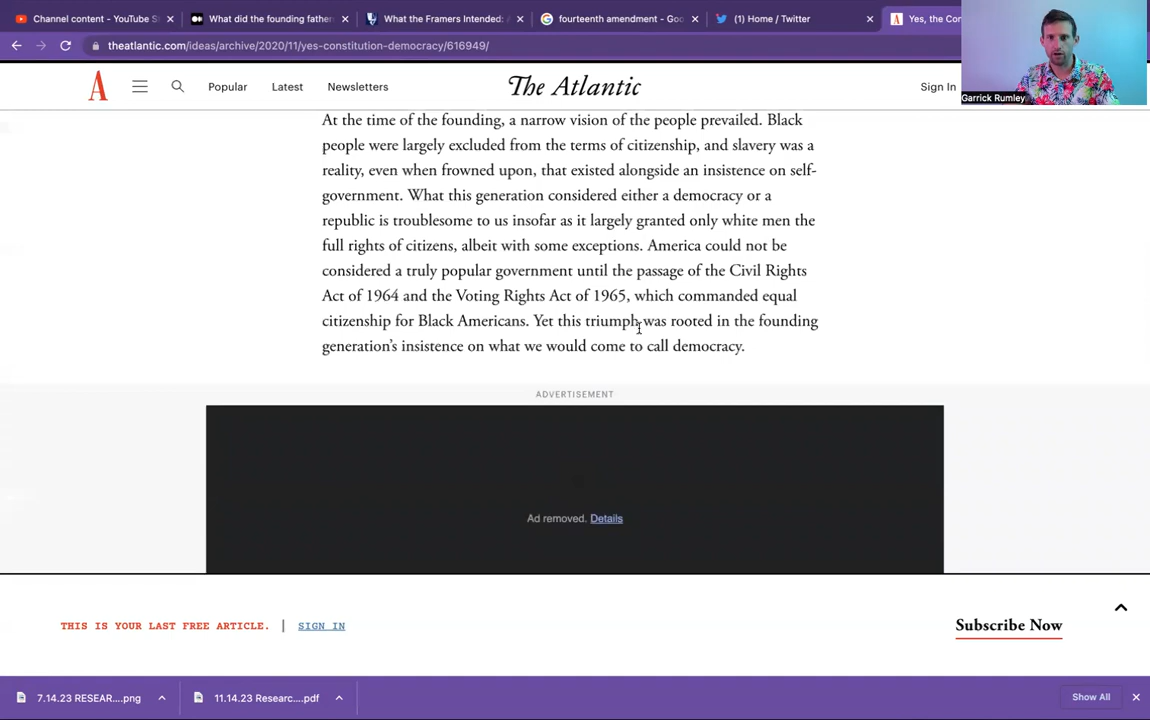 Channel content - YouTube S
What did the founding father
What the Framers Intended:
fourteenth amendment - Goo
(1) Home / Twitter
Yes, the Con
theatlantic.com/ideas/archive/2020/11/yes-constitution-democracy/616949/
Garrick Rumley
Popular
Latest
Newsletters
The Atlantic
Sign In
At the time of the founding, a narrow vision of the people prevailed. Black
people were largely excluded from the terms of citizenship, and slavery was a
reality, even when frowned upon, that existed alongside an insistence on self-
government. What this generation considered either a democracy or a
republic is troublesome to us insofar as it largely granted only white men the
full rights of citizens, albeit with some exceptions. America could not be
considered a truly popular government until the passage of the Civil Rights
Act of 1964 and the Voting Rights Act of 1965, which commanded equal
citizenship for Black Americans. Yet this triumph was rooted in the founding
generation's insistence on what we would come to call democracy.
ADVERTISEMENT
Ad removed. Details
THIS IS YOUR LAST FREE ARTICLE. | SIGN IN
Subscribe Now
7.14.23 RESEAR....png
11.14.23 Researc....pdf
Show All